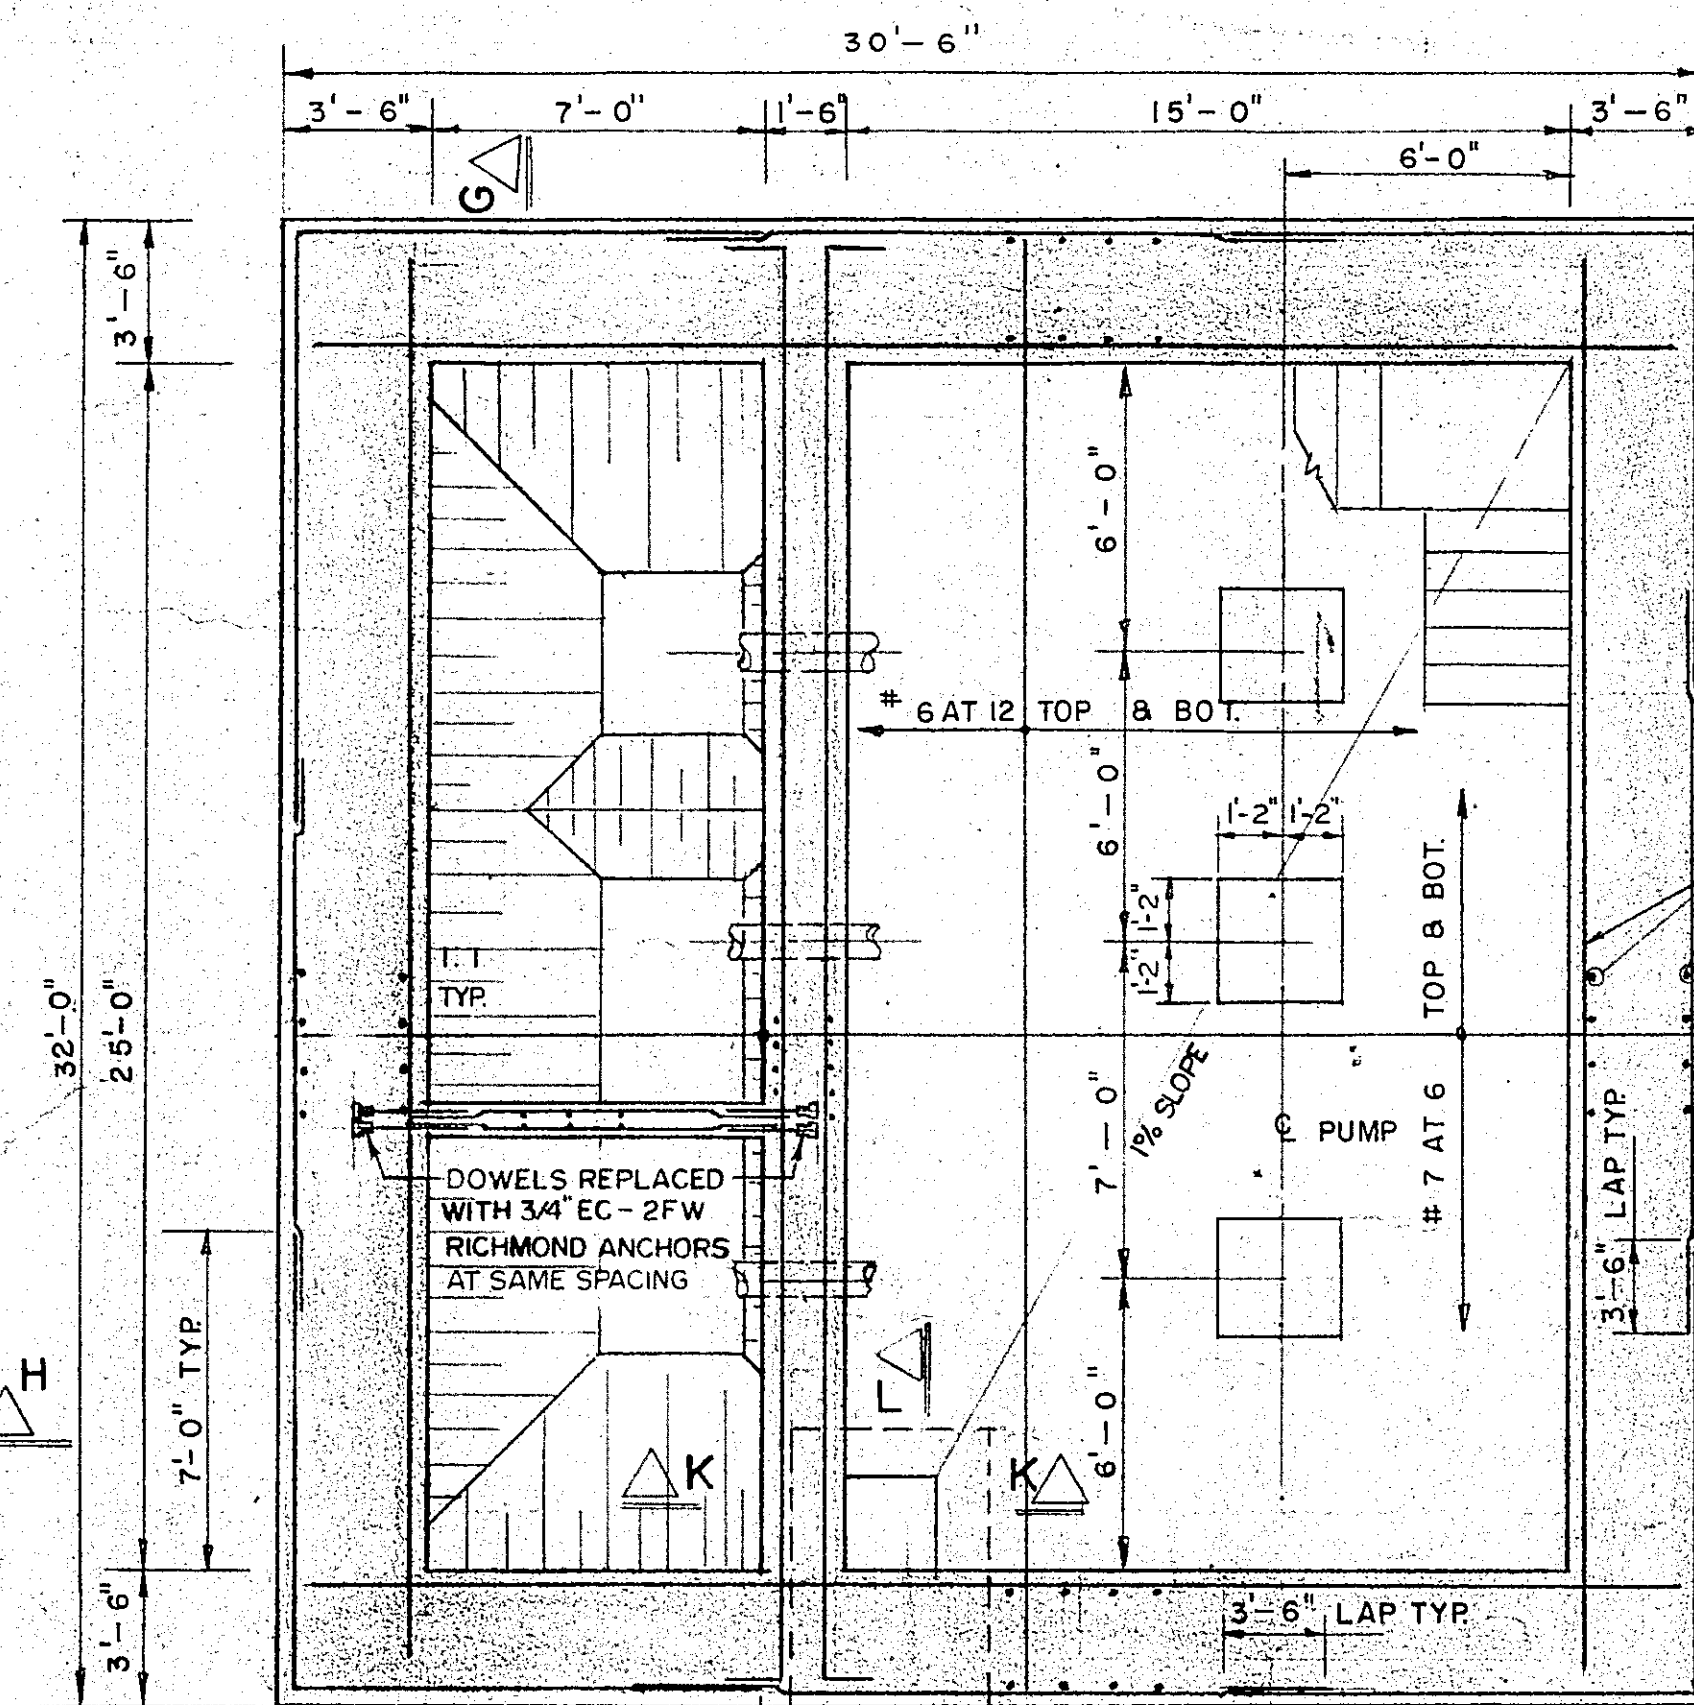 30'-6"
3'-6" 7'-0" 1'-6" 15'-0" 3'-6"
6'-0"
G
3'-6"
6'-0"
# 6 AT 12 TOP & BOT.
6'-0"
1'-2" 1'-2"
1'-2"
1'-2"
# 7 AT 6 TOP & BOT.
1:1
TYP.
32'-0"
25'-0"
7'-0"
1% SLOPE
℄ PUMP
3'-6" LAP TYP.
DOWELS REPLACED
WITH 3/4" EC - 2FW
RICHMOND ANCHORS
AT SAME SPACING
7'-0" TYP.
H
L
K
K
6'-0"
3'-6"
3'-6" LAP TYP.